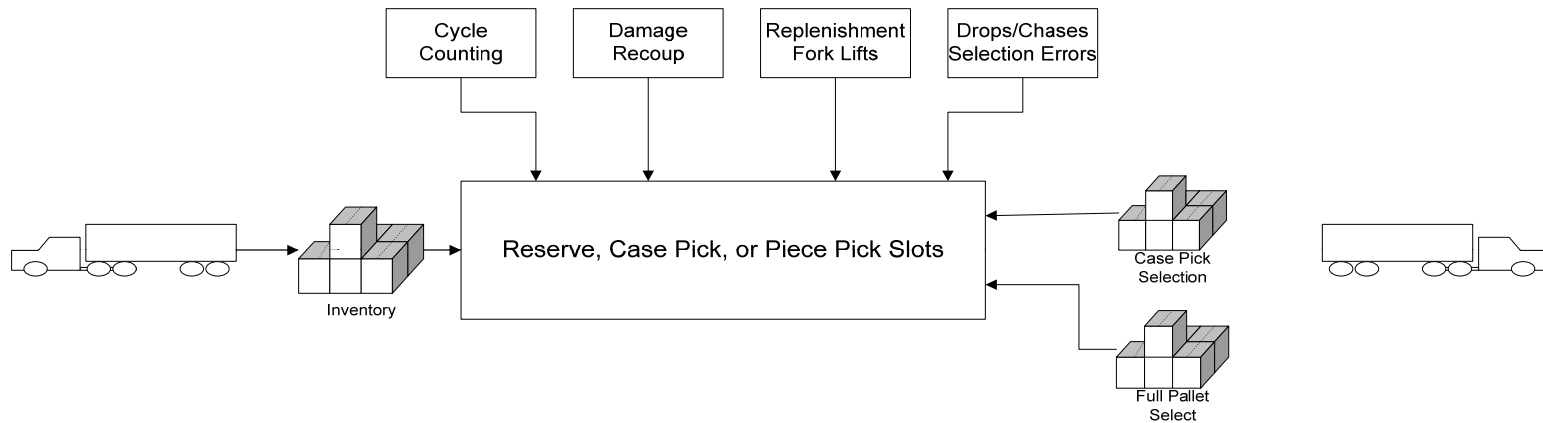 Cycle
Counting
Damage
Recoup
Replenishment
Fork Lifts
Drops/Chases
Selection Errors
Reserve, Case Pick, or Piece Pick Slots
Inventory
Case Pick
Selection
Full Pallet
Select